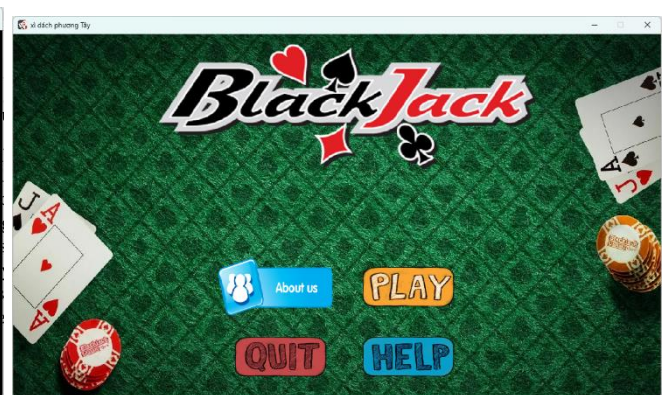 xì dách phương Tây
BlackJack
J A
A J
About us PLAY
QUIT HELP